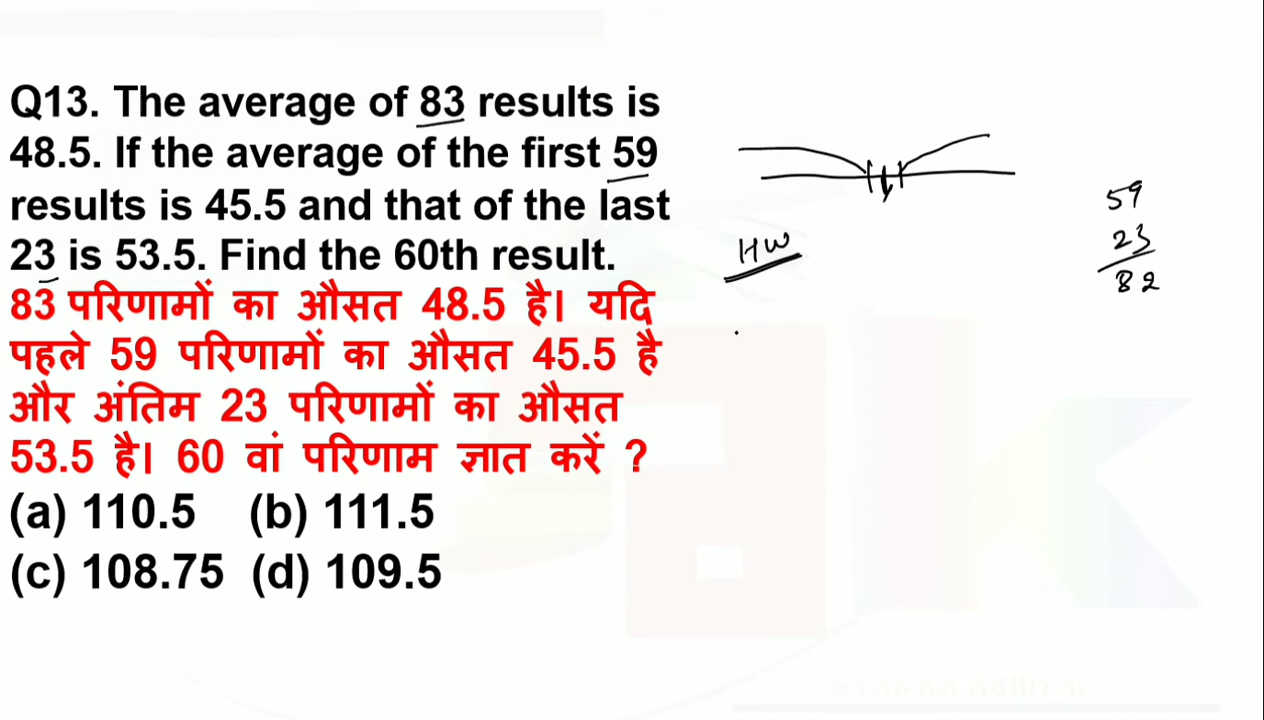 Q13. The average of 83 results is
48.5. If the average of the first 59
results is 45.5 and that of the last
23 is 53.5. Find the 60th result.
83 परिणामों का औसत 48.5 है। यदि
पहले 59 परिणामों का औसत 45.5 है
और अंतिम 23 परिणामों का औसत
53.5 है। 60 वां परिणाम ज्ञात करें ?
(a) 110.5 (b) 111.5
(c) 108.75 (d) 109.5
HW
59
23
82